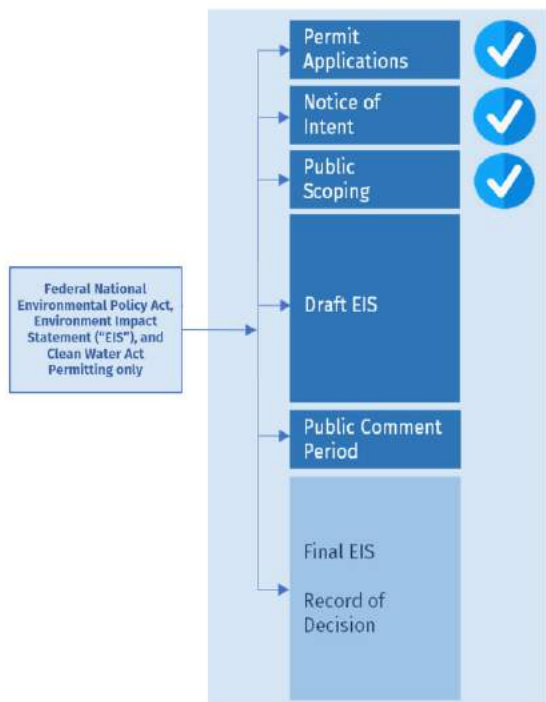 Permit
Applications
Notice of
Intent
Public
Scoping
Federal National
Environmental Policy Act,
Environment Impact
Statement ("EIS"), and
Clean Water Act
Permitting only
Draft EIS
Public Comment
Period
Final EIS
Record of
Decision